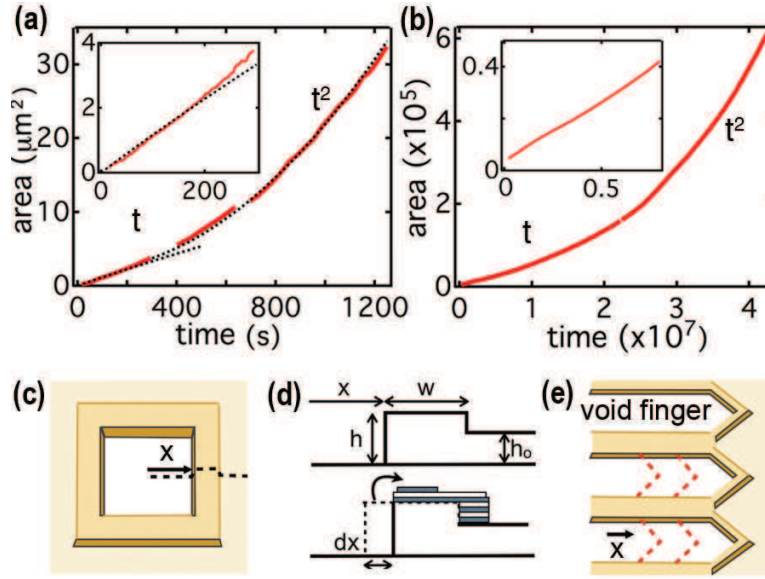 (a)
area (μm²)
30
20
10
0
4
2
0
0
200
t
t²
0
400
800
1200
time (s)
(b)
area (x10⁵)
6
4
2
0
0.4
0
0.5
t
t²
0
1
2
3
4
time (x10⁷)
(c)
x
(d)
x
w
h
hₒ
dx
(e)
void finger
x